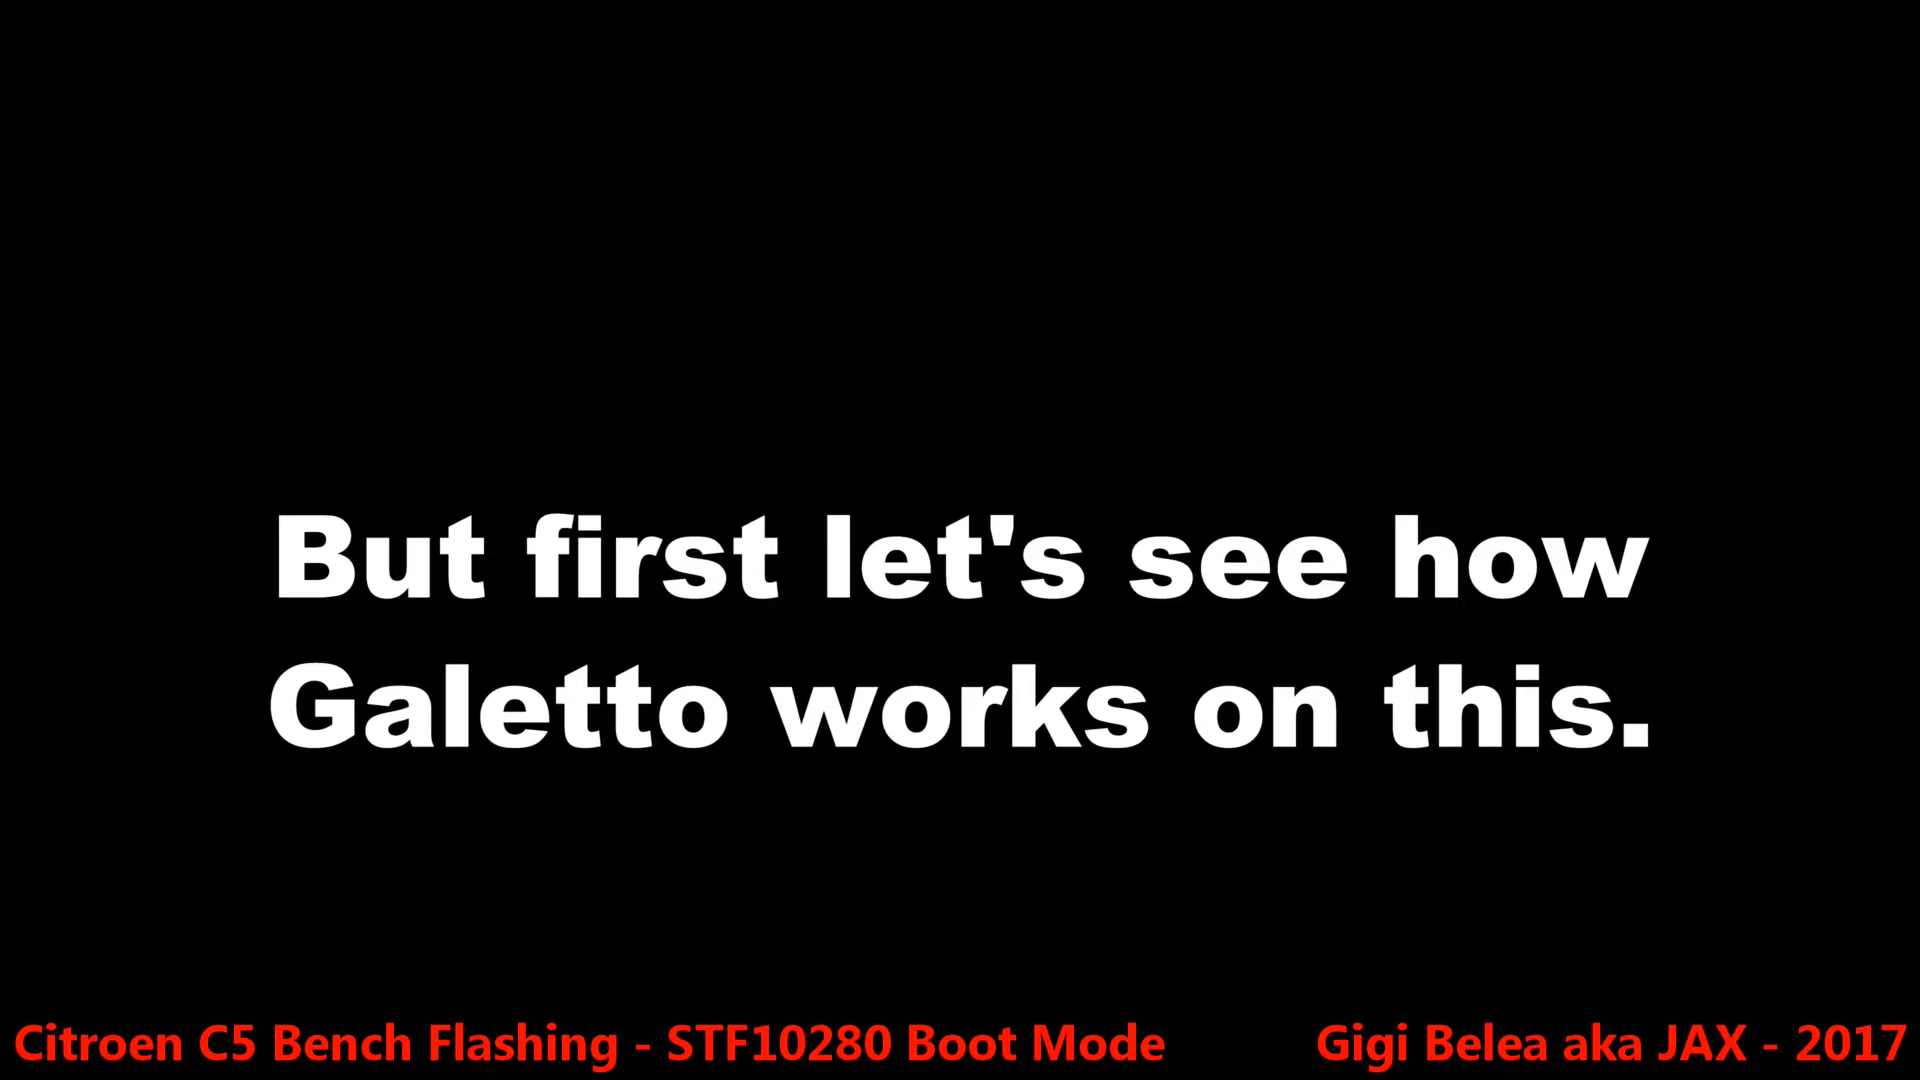 But first let's see how
Galetto works on this.
Citroen C5 Bench Flashing - STF10280 Boot Mode
Gigi Belea aka JAX - 2017